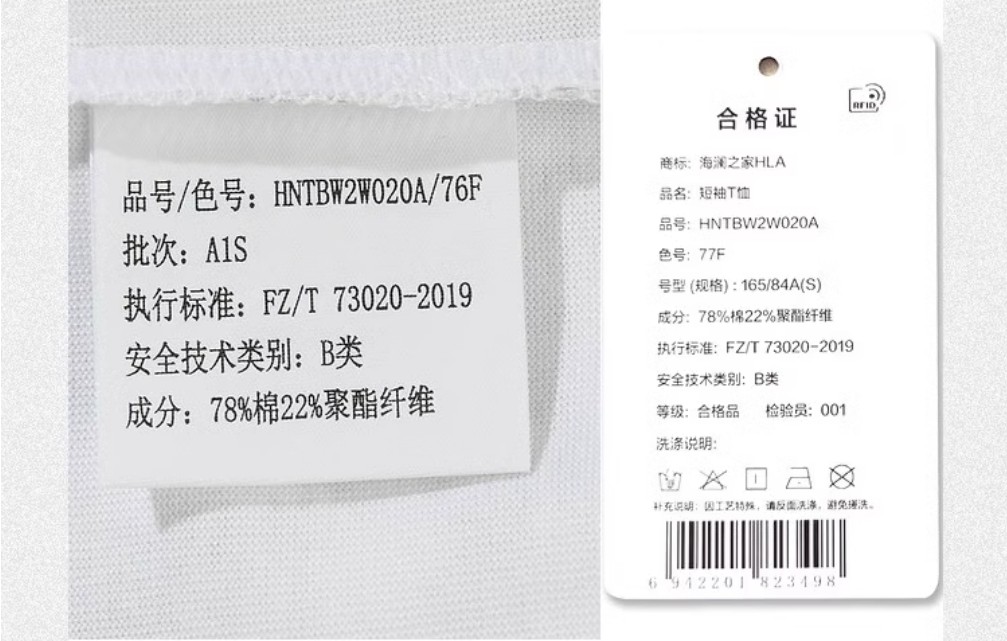 品号/色号：HNTBW2W020A/76F
批次：A1S
执行标准：FZ/T 73020-2019
安全技术类别：B类
成分：78%棉22%聚酯纤维
RFID
合格证
商标：海澜之家HLA
品名：短袖T恤
品号：HNTBW2W020A
色号：77F
号型(规格)：165/84A(S)
成分：78%棉22%聚酯纤维
执行标准：FZ/T 73020-2019
安全技术类别：B类
等级：合格品 检验员：001
洗涤说明：
补充说明：因工艺特殊，请反面洗涤，避免搓洗。
6 942201 823498